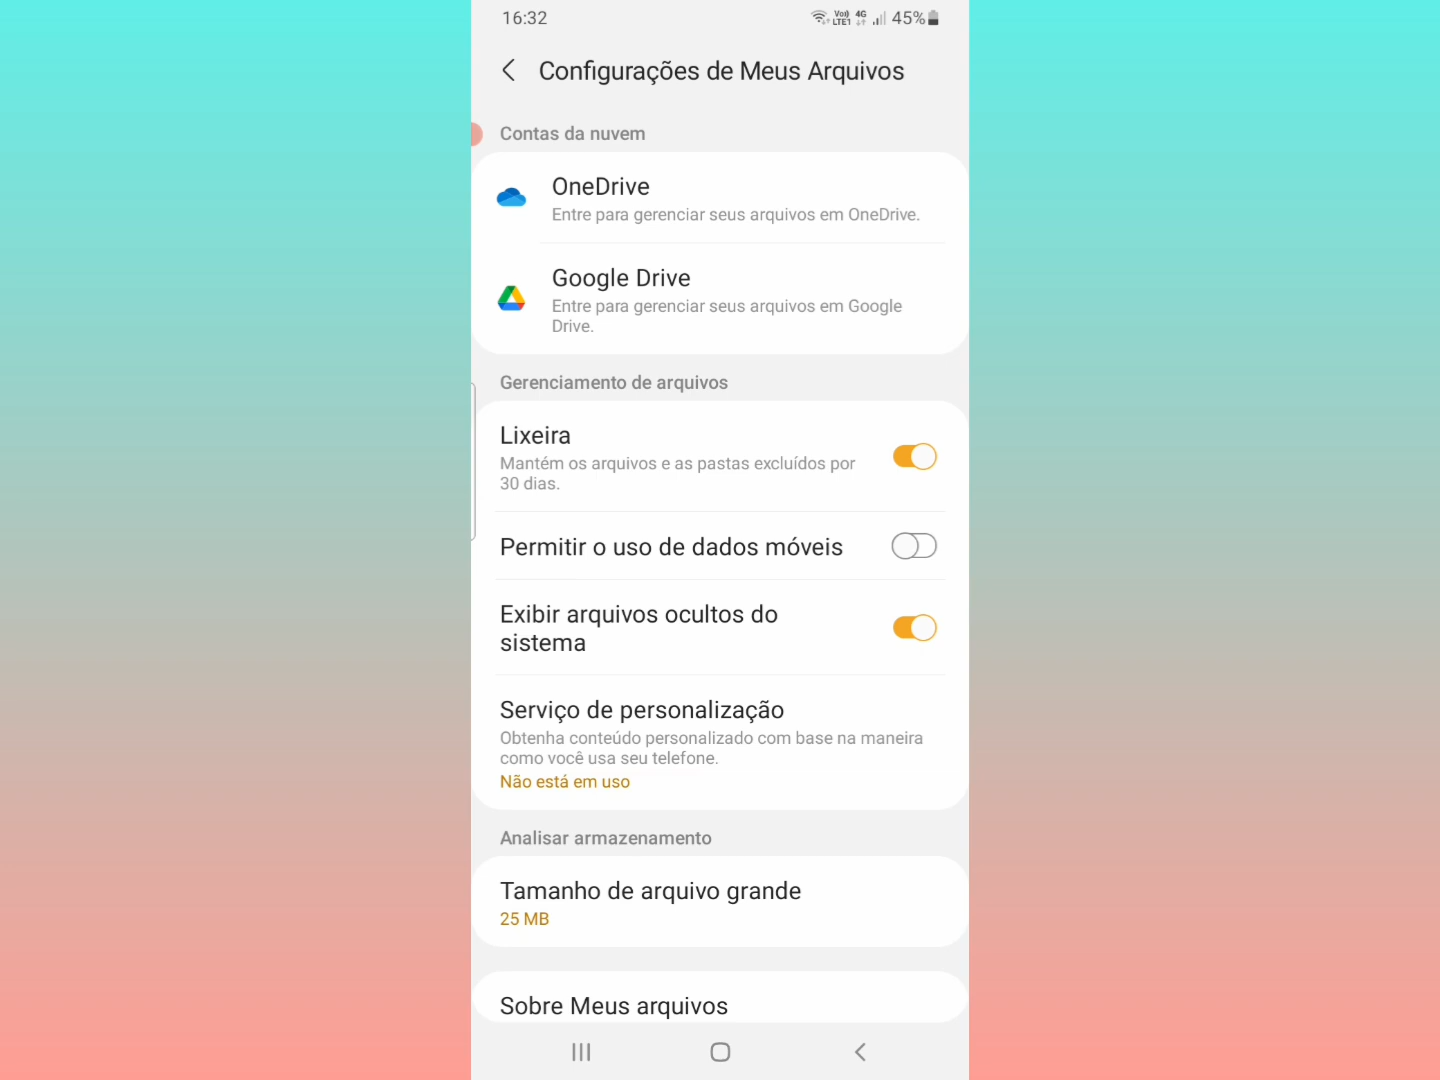 16:32
Vo)) LTE1 4G 45%
Configurações de Meus Arquivos
Contas da nuvem
OneDrive
Entre para gerenciar seus arquivos em OneDrive.
Google Drive
Entre para gerenciar seus arquivos em Google
Drive.
Gerenciamento de arquivos
Lixeira
Mantém os arquivos e as pastas excluídos por
30 dias.
Permitir o uso de dados móveis
Exibir arquivos ocultos do
sistema
Serviço de personalização
Obtenha conteúdo personalizado com base na maneira
como você usa seu telefone.
Não está em uso
Analisar armazenamento
Tamanho de arquivo grande
25 MB
Sobre Meus arquivos